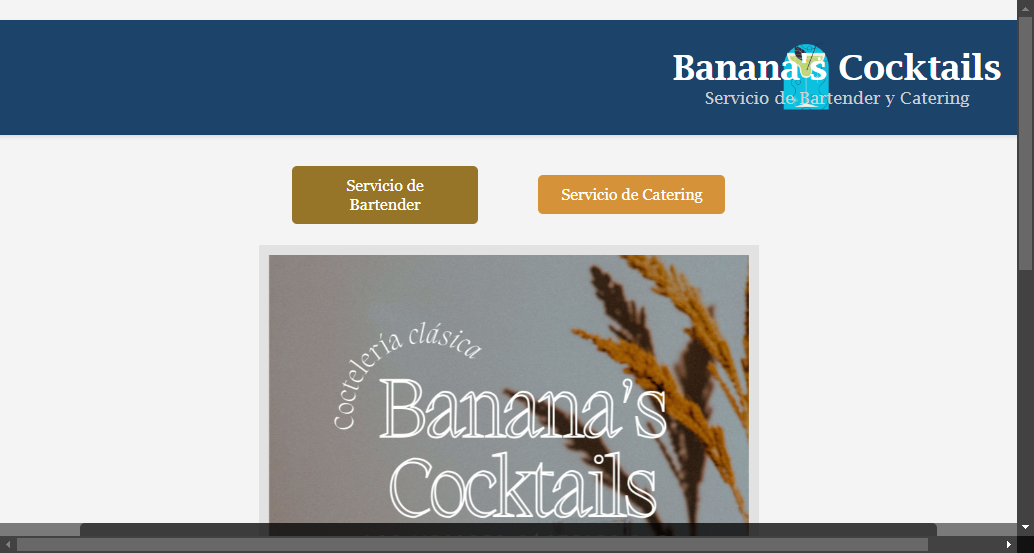 Banana's Cocktails
Servicio de Bartender y Catering
Servicio de
Bartender
Servicio de Catering
Coctelería clásica
Banana's
Cocktails